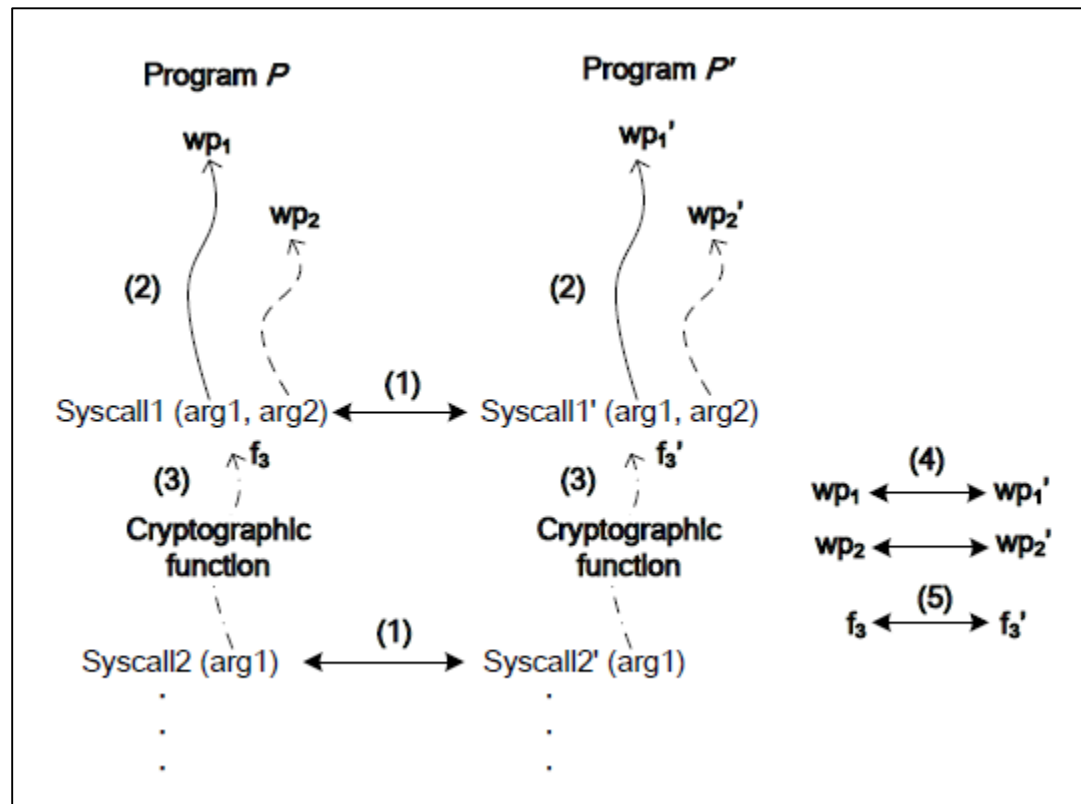 Program P
Program P'
wp₁
wp₁'
wp₂
wp₂'
(2)
(2)
(1)
Syscall1 (arg1, arg2)
Syscall1' (arg1, arg2)
f₃
f₃'
(3)
(3)
(4)
wp₁
wp₁'
Cryptographic
function
Cryptographic
function
wp₂
wp₂'
(5)
f₃
f₃'
(1)
Syscall2 (arg1)
Syscall2' (arg1)